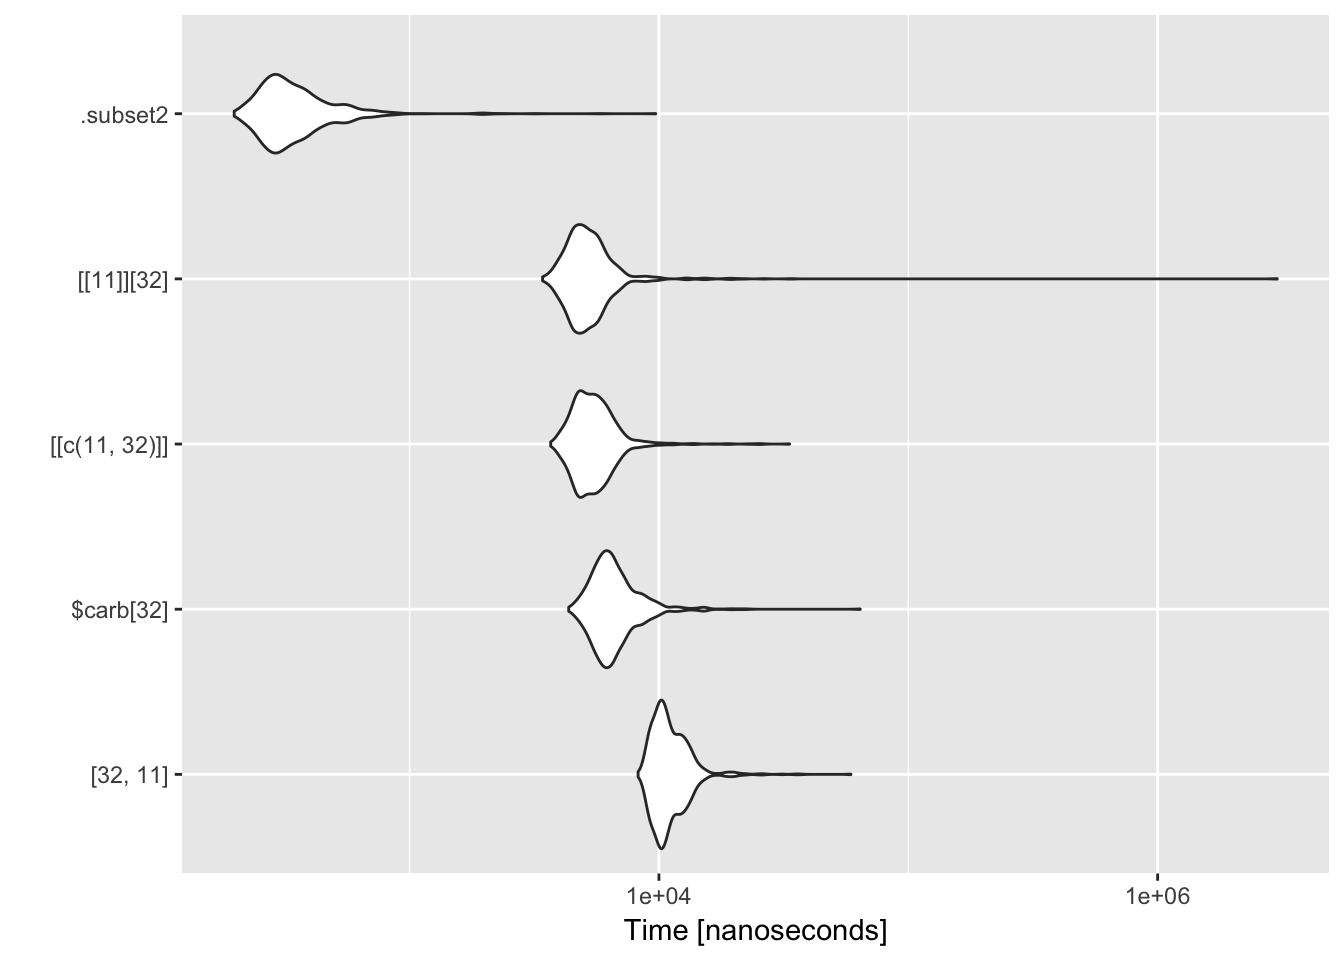 .subset2
[[11]][32]
[[c(11, 32)]]
$carb[32]
[32, 11]
1e+04
1e+06
Time [nanoseconds]